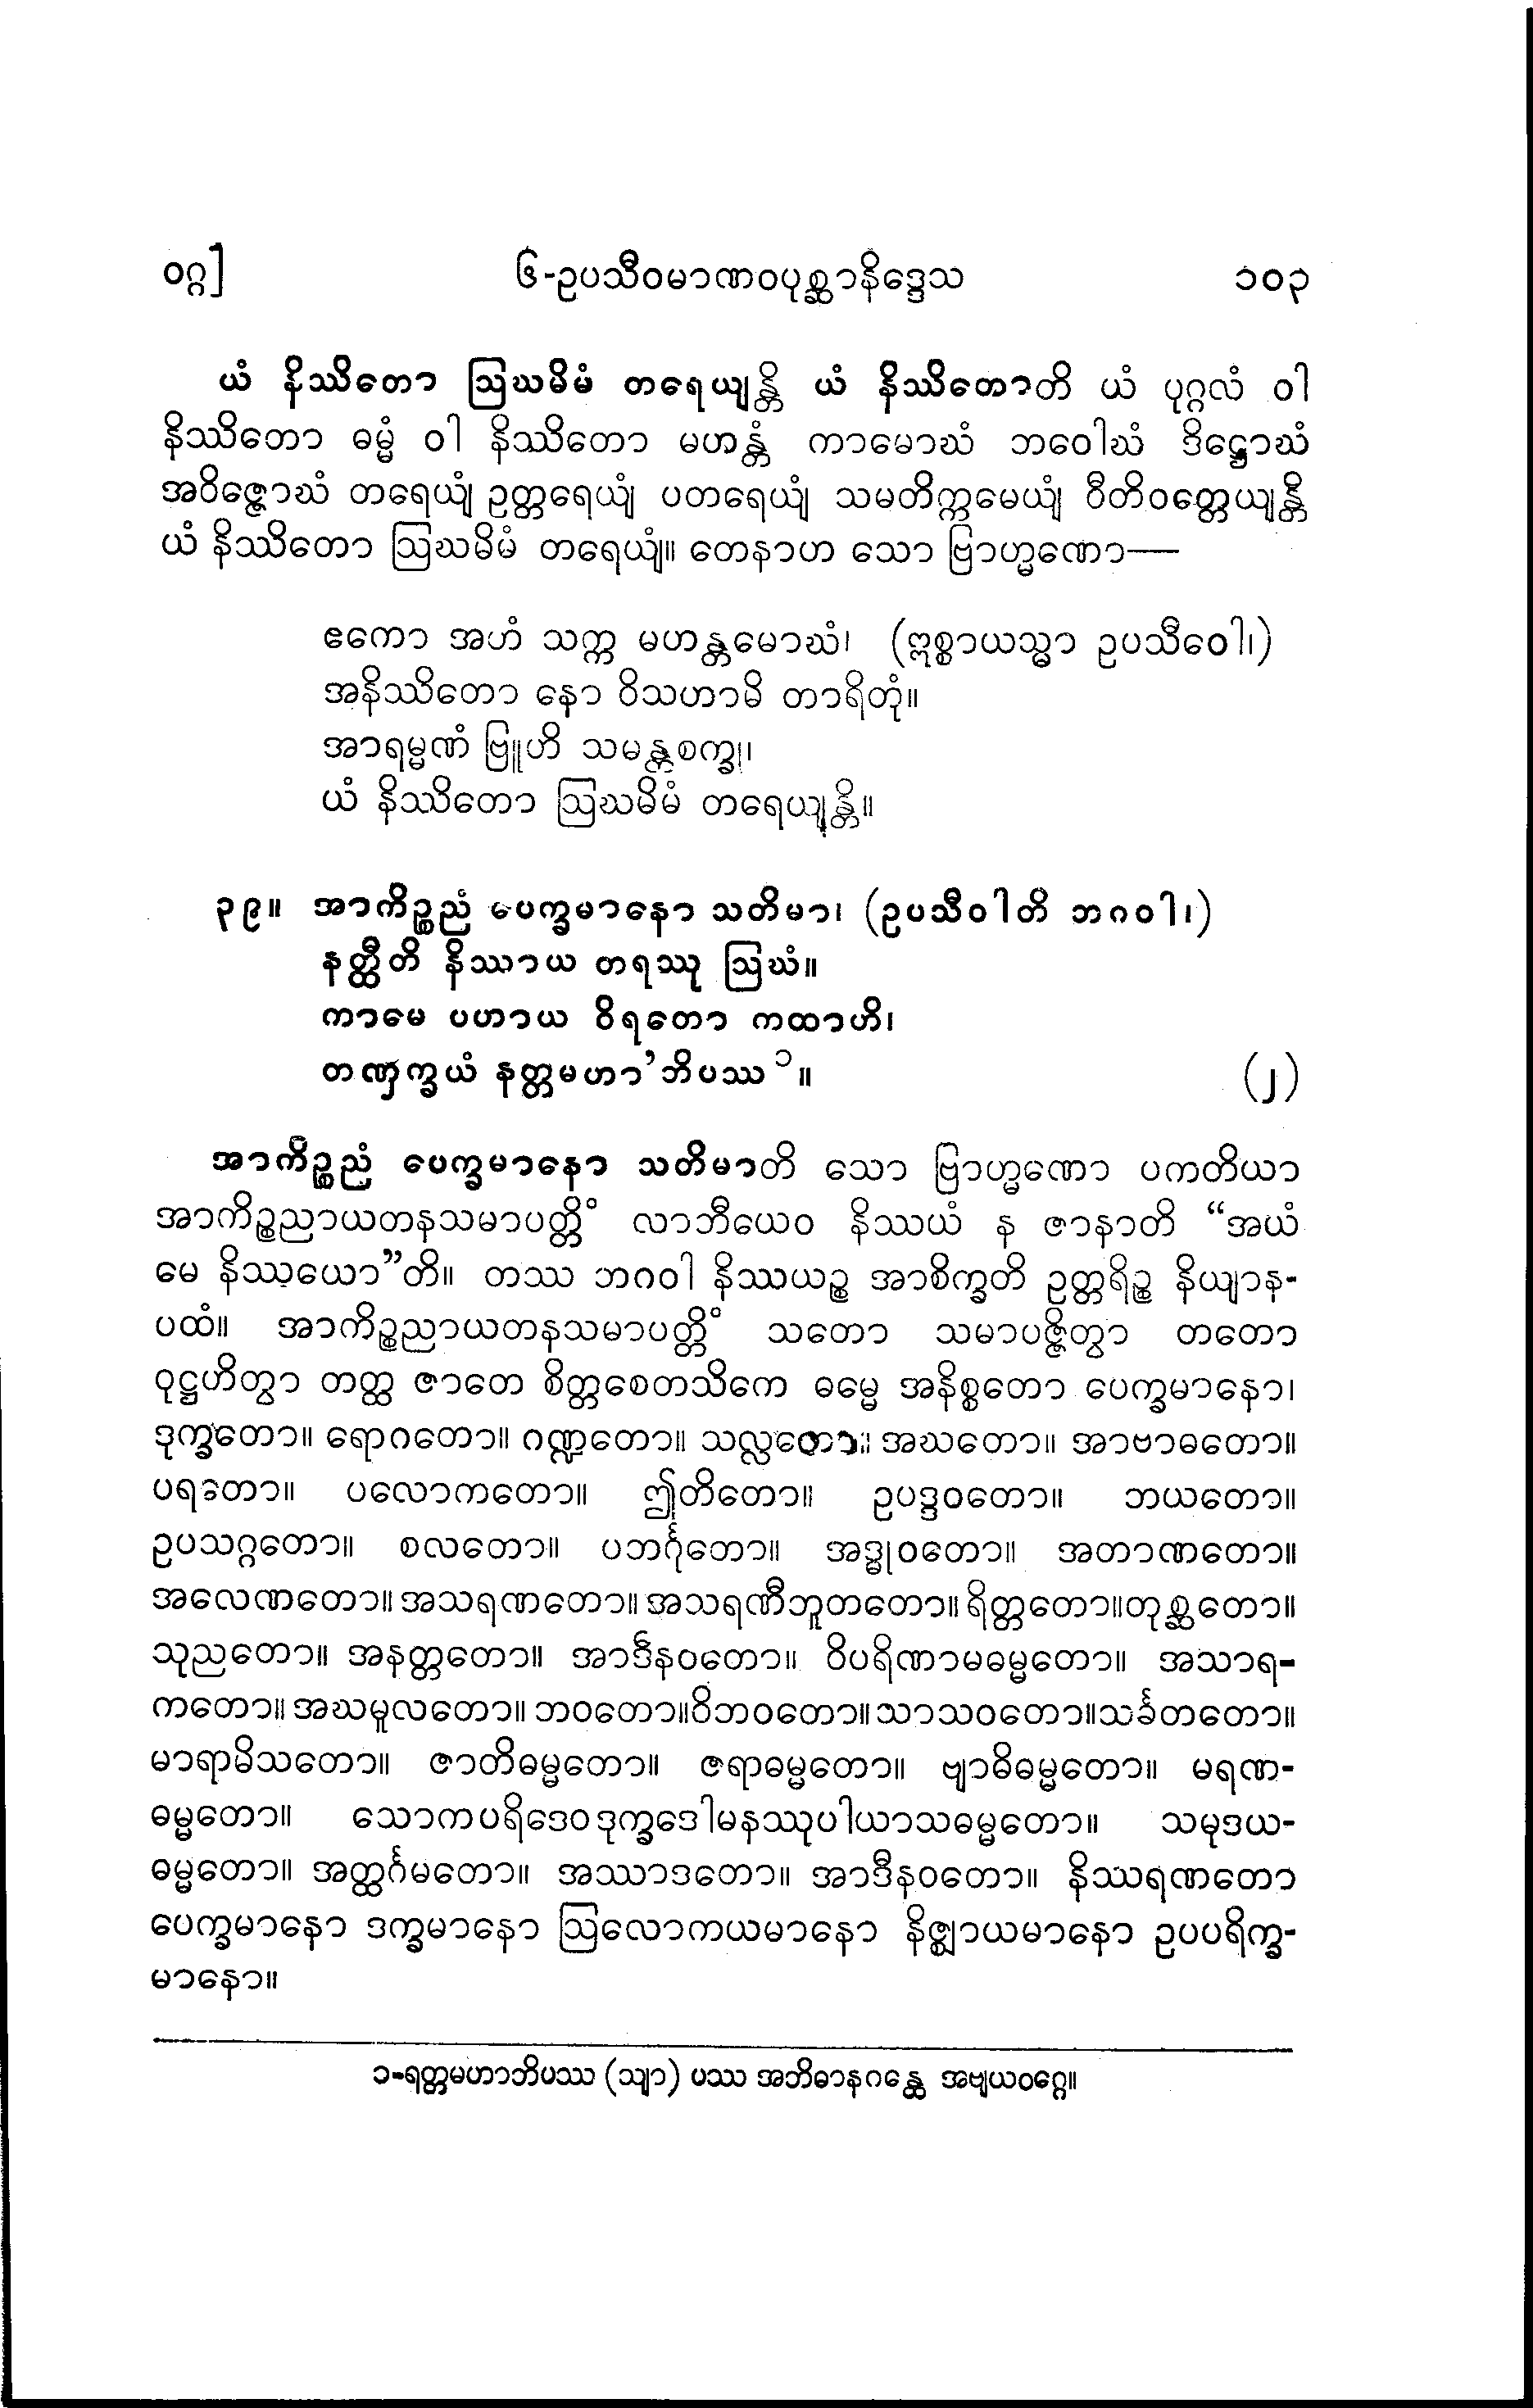 ဝဂ္ဂ] ၆-ဥပသီဝမာဏဝပုစ္ဆာနိဒ္ဒေသ ၁၀၃
ယံ နိဿိတော ဩဃမိမံ တရေယျန္တိ ယံ နိဿိတောတိ ယံ ပုဂ္ဂလံ ဝါ
နိဿိတော ဓမ္မံ ဝါ နိဿိတော မဟန္တံ ကာမောဃံ ဘဝေါဃံ ဒိဋ္ဌောဃံ
အဝိဇ္ဇောဃံ တရေယျံ ဥတ္တရေယျံ ပတရေယျံ သမတိက္ကမေယျံ ဝီတိဝတ္တေယျန္တိ
ယံ နိဿိတော ဩဃမိမံ တရေယျံ။ တေနာဟ သော ဗြာဟ္မဏော—
ဧကော အဟံ သက္က မဟန္တမောဃံ၊ (ဣစ္စာယသ္မာ ဥပသီဝေါ၊)
အနိဿိတော နော ဝိသဟာမိ တာရိတုံ။
အာရမ္မဏံ ဗြူဟိ သမန္တစက္ခု၊
ယံ နိဿိတော ဩဃမိမံ တရေယျန္တိ။
၃၉။ အာကိဉ္စညံ ပေက္ခမာနော သတိမာ၊ (ဥပသီဝါတိ ဘဂဝါ၊)
နတ္ထီတိ နိဿာယ တရဿု ဩဃံ။
ကာမေ ပဟာယ ဝိရတော ကထာဟိ၊
တဏှက္ခယံ နတ္တမဟာ’ဘိပဿ ၁။ (၂)
အာကိဉ္စညံ ပေက္ခမာနော သတိမာတိ သော ဗြာဟ္မဏော ပကတိယာ
အာကိဉ္စညာယတနသမာပတ္တိံ လာဘီယေဝ နိဿယံ န ဇာနာတိ “အယံ
မေ နိဿယော”တိ။ တဿ ဘဂဝါ နိဿယဉ္စ အာစိက္ခတိ ဥတ္တရိဉ္စ နိယျာန-
ပထံ။ အာကိဉ္စညာယတနသမာပတ္တိံ သတော သမာပဇ္ဇိတွာ တတော
ဝုဋ္ဌဟိတွာ တတ္ထ ဇာတေ စိတ္တစေတသိကေ ဓမ္မေ အနိစ္စတော ပေက္ခမာနော၊
ဒုက္ခတော။ ရောဂတော။ ဂဏ္ဍတော။ သလ္လတော။ အဃတော။ အာဗာဓတော။
ပရတော။ ပလောကတော။ ဤတိတော။ ဥပဒ္ဒဝတော။ ဘယတော။
ဥပသဂ္ဂတော။ စလတော။ ပဘင်္ဂုတော။ အဒ္ဓုဝတော။ အတာဏတော။
အလေဏတော။ အသရဏတော။ အသရဏီဘူတတော။ ရိတ္တတော။ တုစ္ဆတော။
သုညတော။ အနတ္တတော။ အာဒီနဝတော။ ဝိပရိဏာမဓမ္မတော။ အသာရ-
ကတော။ အဃမူလတော။ ဘဝတော။ ဝိဘဝတော။ သာသဝတော။ သင်္ခတတော။
မာရာမိသတော။ ဇာတိဓမ္မတော။ ဇရာဓမ္မတော။ ဗျာဓိဓမ္မတော။ မရဏ-
ဓမ္မတော။ သောကပရိဒေဝဒုက္ခဒေါမနဿုပါယာသဓမ္မတော။ သမုဒယ-
ဓမ္မတော။ အတ္ထင်္ဂမတော။ အဿာဒတော။ အာဒီနဝတော။ နိဿရဏတော
ပေက္ခမာနော ဒက္ခမာနော ဩလောကယမာနော နိဇ္ဈာယမာနော ဥပပရိက္ခ-
မာနော။
၁-ရတ္တမဟာဘိပဿ (သျာ) ပဿ အဘိဓာနဂန္ထေ အဗျယဝဂ္ဂေ။